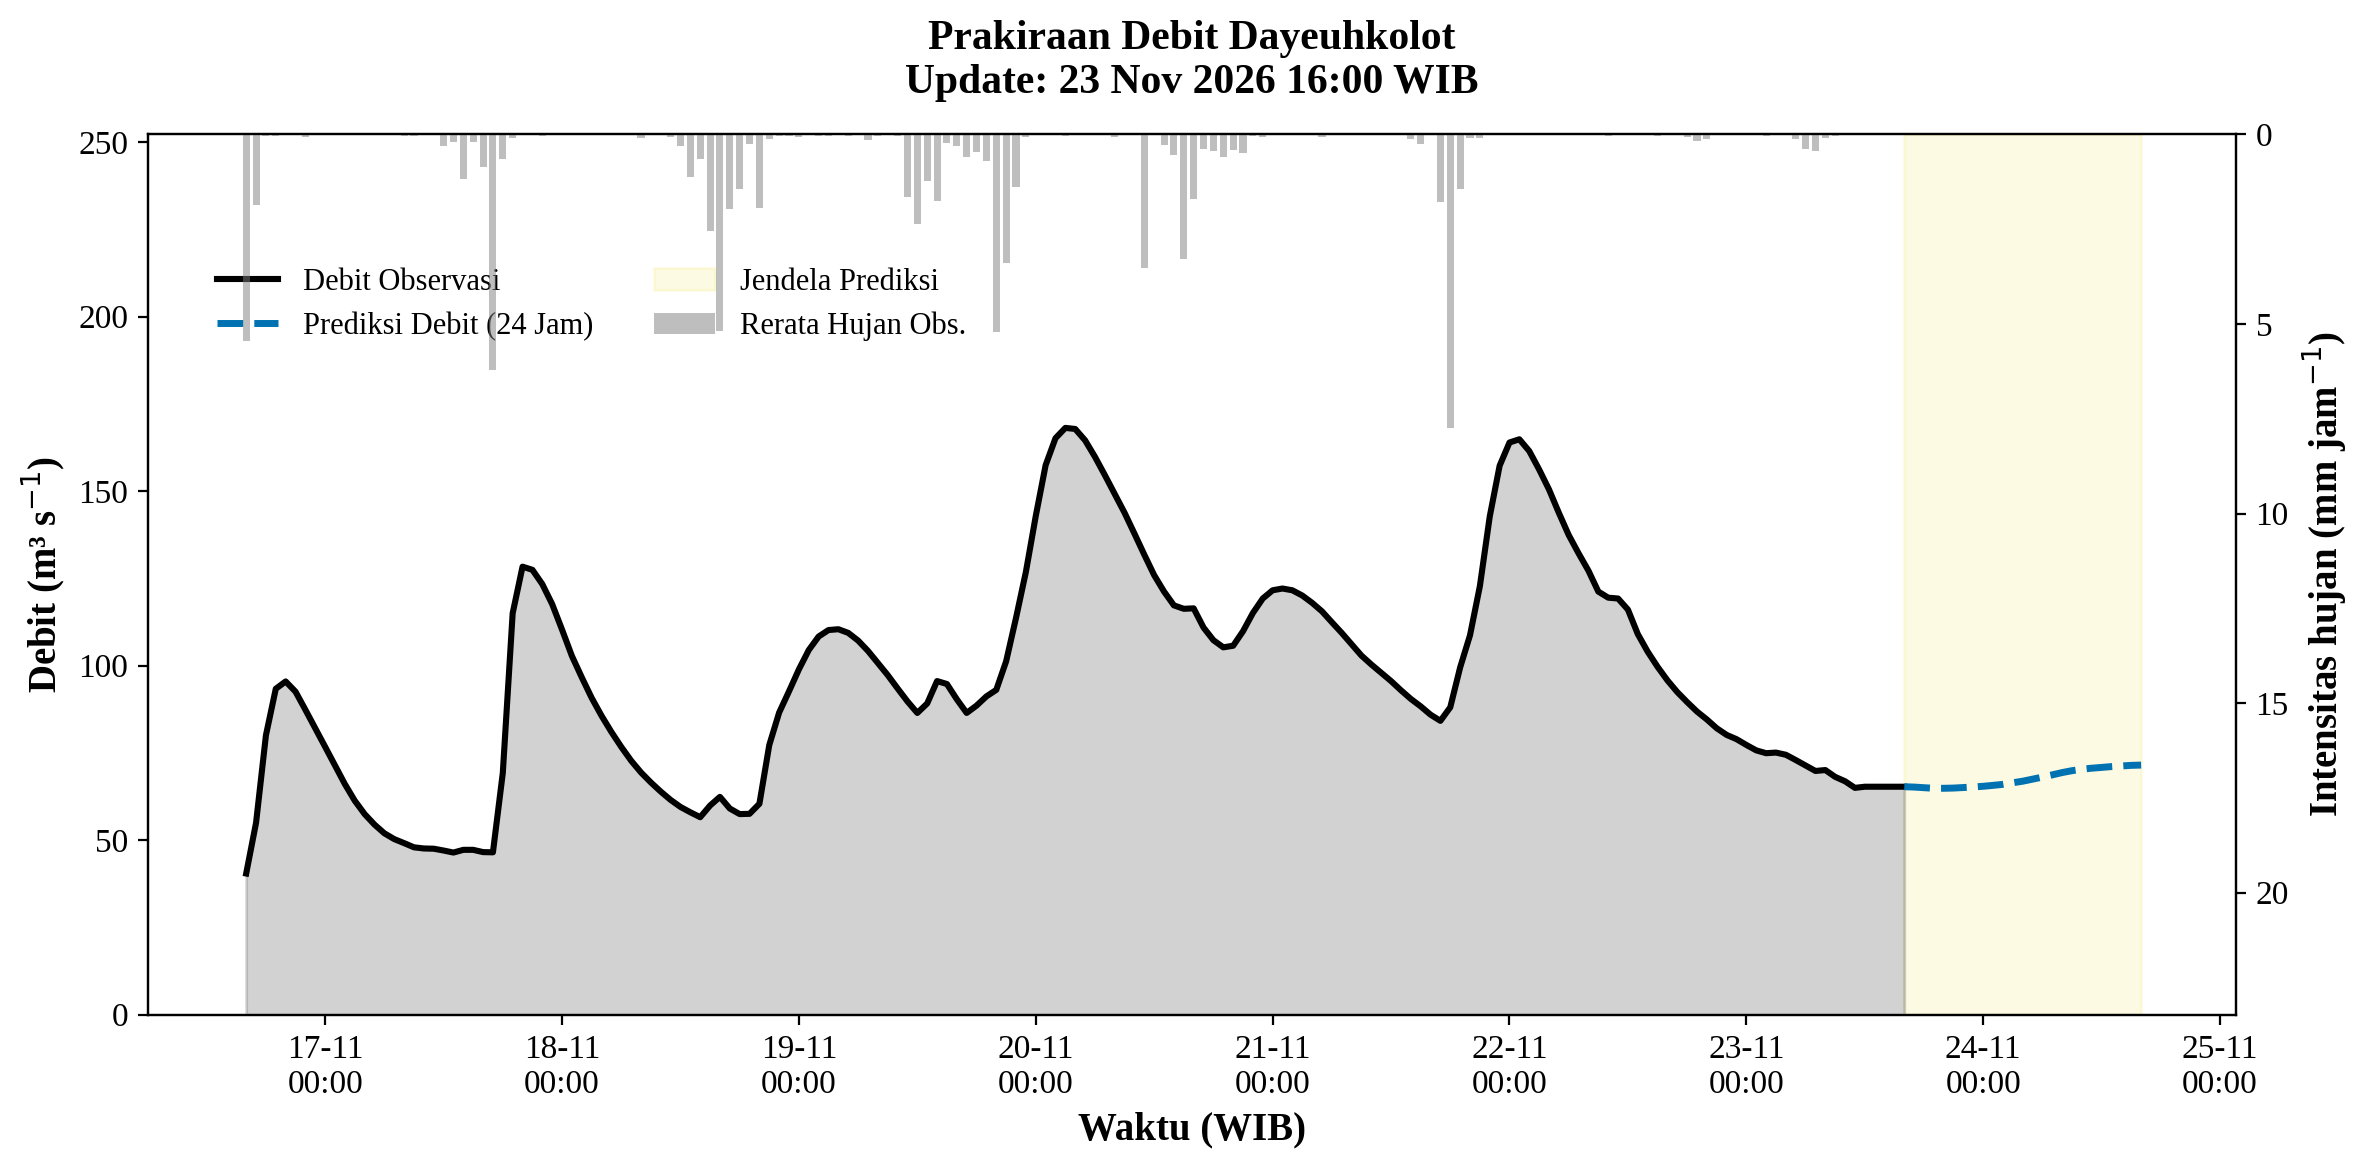 Prakiraan Debit Dayeuhkolot
Update: 23 Nov 2026 16:00 WIB
250
200
150
100
50
0
Debit (m³ s⁻¹)
Debit Observasi
Prediksi Debit (24 Jam)
Jendela Prediksi
Rerata Hujan Obs.
0
5
10
15
20
Intensitas hujan (mm jam⁻¹)
17-11 18-11 19-11 20-11 21-11 22-11 23-11 24-11 25-11
00:00 00:00 00:00 00:00 00:00 00:00 00:00 00:00 00:00
Waktu (WIB)